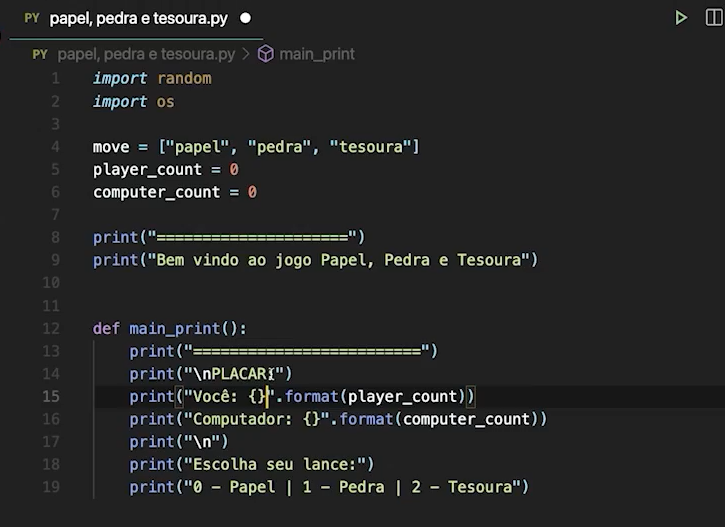 PY papel, pedra e tesoura.py
PY papel, pedra e tesoura.py > main_print
1 import random
2 import os
3
4 move = ["papel", "pedra", "tesoura"]
5 player_count = 0
6 computer_count = 0
7
8 print("=====================")
9 print("Bem vindo ao jogo Papel, Pedra e Tesoura")
10
11
12 def main_print():
13 print("=========================")
14 print("\nPLACAR:")
15 print("Você: {}".format(player_count))
16 print("Computador: {}".format(computer_count))
17 print("\n")
18 print("Escolha seu lance:")
19 print("0 - Papel | 1 - Pedra | 2 - Tesoura")